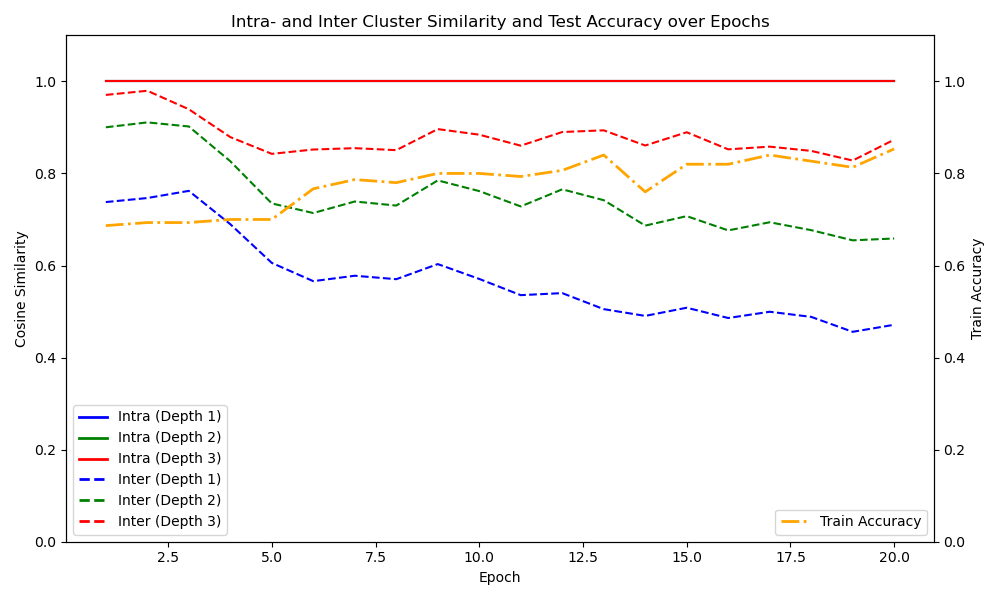 Intra- and Inter Cluster Similarity and Test Accuracy over Epochs
1.0
0.8
0.6
0.4
0.2
0.0
Cosine Similarity
1.0
0.8
0.6
0.4
0.2
0.0
Train Accuracy
Intra (Depth 1)
Intra (Depth 2)
Intra (Depth 3)
Inter (Depth 1)
Inter (Depth 2)
Inter (Depth 3)
Train Accuracy
2.5 5.0 7.5 10.0 12.5 15.0 17.5 20.0
Epoch